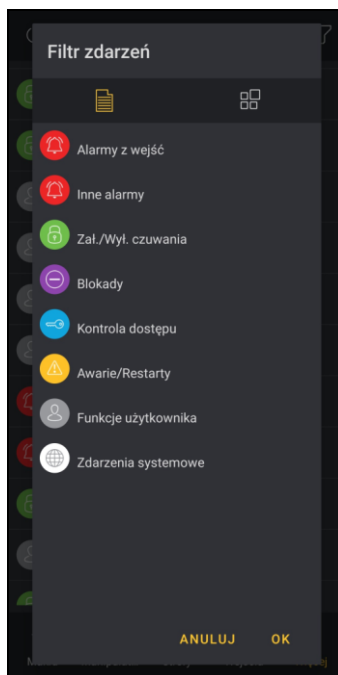 Filtr zdarzeń
Alarmy z wejść
Inne alarmy
Zał./Wył. czuwania
Blokady
Kontrola dostępu
Awarie/Restarty
Funkcje użytkownika
Zdarzenia systemowe
ANULUJ OK